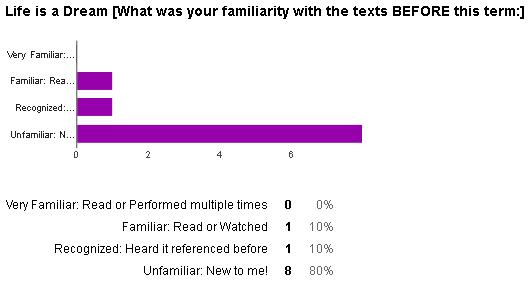 Life is a Dream [What was your familiarity with the texts BEFORE this term:]
Very Familiar:...
Familiar: Rea...
Recognized:...
Unfamiliar: N...
0 2 4 6
Very Familiar: Read or Performed multiple times 0 0%
Familiar: Read or Watched 1 10%
Recognized: Heard it referenced before 1 10%
Unfamiliar: New to me! 8 80%